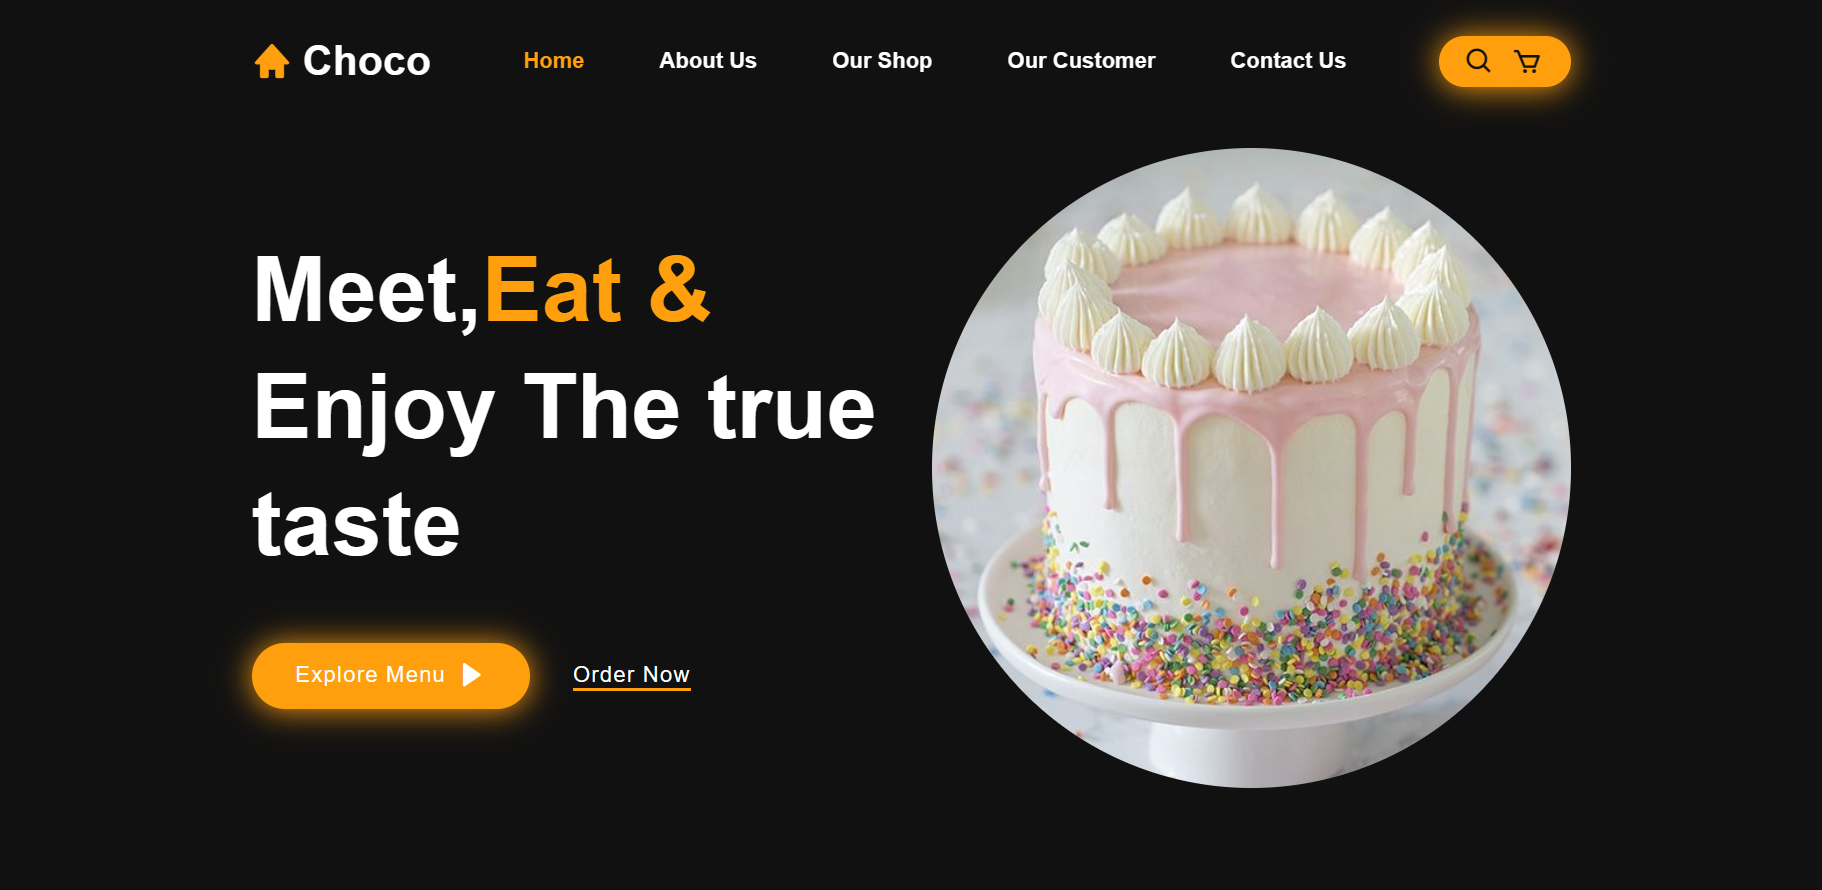 Choco
Home
About Us
Our Shop
Our Customer
Contact Us
Meet,Eat &
Enjoy The true
taste
Explore Menu
Order Now